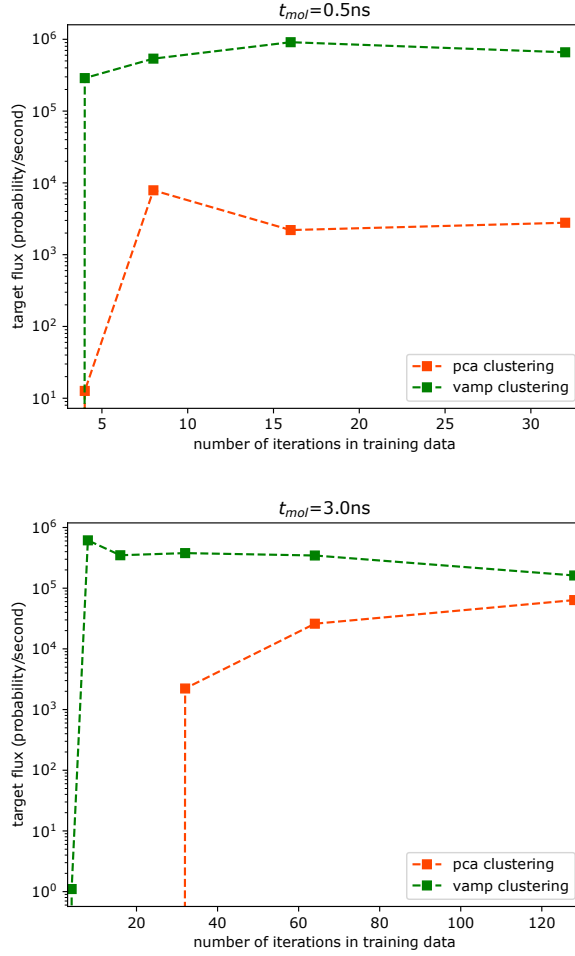 t_mol=0.5ns
10^6
10^5
10^4
10^3
10^2
10^1
target flux (probability/second)
pca clustering
vamp clustering
5 10 15 20 25 30
number of iterations in training data
t_mol=3.0ns
10^6
10^5
10^4
10^3
10^2
10^1
10^0
target flux (probability/second)
pca clustering
vamp clustering
20 40 60 80 100 120
number of iterations in training data